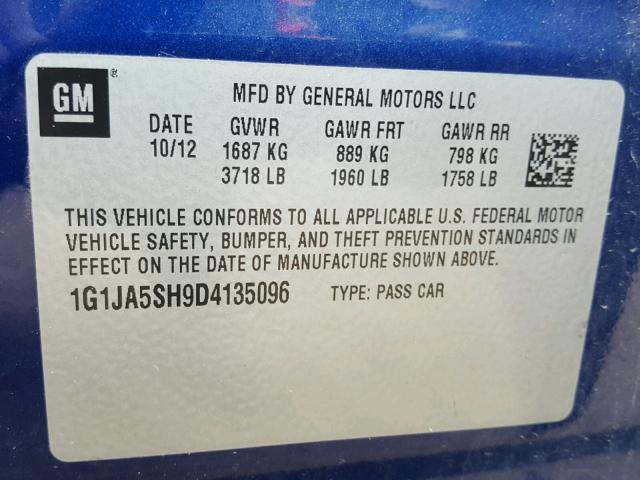 GM ®
MFD BY GENERAL MOTORS LLC
DATE GVWR GAWR FRT GAWR RR
10/12 1687 KG 889 KG 798 KG
3718 LB 1960 LB 1758 LB
THIS VEHICLE CONFORMS TO ALL APPLICABLE U.S. FEDERAL MOTOR
VEHICLE SAFETY, BUMPER, AND THEFT PREVENTION STANDARDS IN
EFFECT ON THE DATE OF MANUFACTURE SHOWN ABOVE.
1G1JA5SH9D4135096 TYPE: PASS CAR